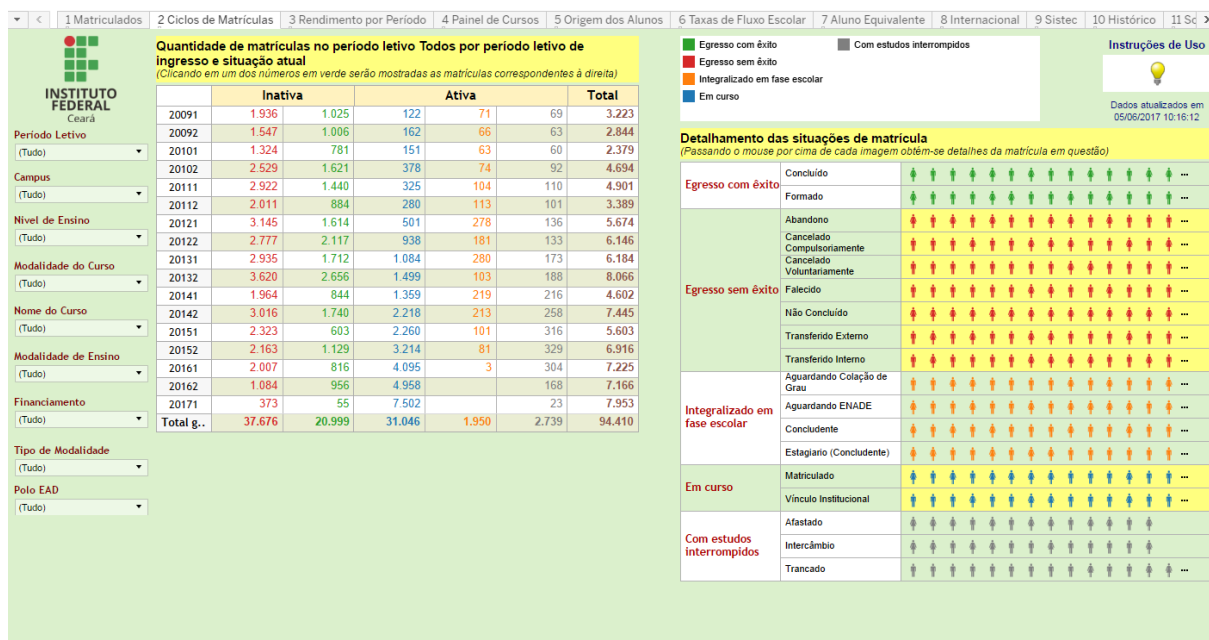 1 Matriculados 2 Ciclos de Matrículas 3 Rendimento por Período 4 Painel de Cursos 5 Origem dos Alunos 6 Taxas de Fluxo Escolar 7 Aluno Equivalente 8 Internacional 9 Sistec 10 Histórico 11 Sc
INSTITUTO
FEDERAL
Ceará
Período Letivo
(Tudo)
Campus
(Tudo)
Nivel de Ensino
(Tudo)
Modalidade do Curso
(Tudo)
Nome do Curso
(Tudo)
Modalidade de Ensino
(Tudo)
Financiamento
(Tudo)
Tipo de Modalidade
(Tudo)
Polo EAD
(Tudo)
Quantidade de matrículas no período letivo Todos por período letivo de
ingresso e situação atual
(Clicando em um dos números em verde serão mostradas as matrículas correspondentes à direita)
Inativa Ativa Total
20091 1.936 1.025 122 71 69 3.223
20092 1.547 1.006 162 66 63 2.844
20101 1.324 781 151 63 60 2.379
20102 2.529 1.621 378 74 92 4.694
20111 2.922 1.440 325 104 110 4.901
20112 2.011 884 280 113 101 3.389
20121 3.145 1.614 501 278 136 5.674
20122 2.777 2.117 938 181 133 6.146
20131 2.935 1.712 1.084 280 173 6.184
20132 3.620 2.656 1.499 103 188 8.066
20141 1.964 844 1.359 219 216 4.602
20142 3.016 1.740 2.218 213 258 7.445
20151 2.323 603 2.260 101 316 5.603
20152 2.163 1.129 3.214 81 329 6.916
20161 2.007 816 4.095 3 304 7.225
20162 1.084 956 4.958 168 7.166
20171 373 55 7.502 23 7.953
Total g.. 37.676 20.999 31.046 1.950 2.739 94.410
Egresso com êxito Com estudos interrompidos
Egresso sem êxito
Integralizado em fase escolar
Em curso
Instruções de Uso
Dados atualizados em
05/06/2017 10:16:12
Detalhamento das situações de matrícula
(Passando o mouse por cima de cada imagem obtém-se detalhes da matrícula em questão)
Egresso com êxito
Concluído ...
Formado ...
Egresso sem êxito
Abandono ...
Cancelado
Compulsoriamente ...
Cancelado
Voluntariamente ...
Falecido ...
Não Concluído ...
Transferido Externo ...
Transferido Interno ...
Integralizado em
fase escolar
Aguardando Colação de
Grau ...
Aguardando ENADE ...
Concludente ...
Estagiario (Concludente) ...
Em curso
Matriculado ...
Vínculo Institucional ...
Com estudos
interrompidos
Afastado
Intercâmbio
Trancado ...